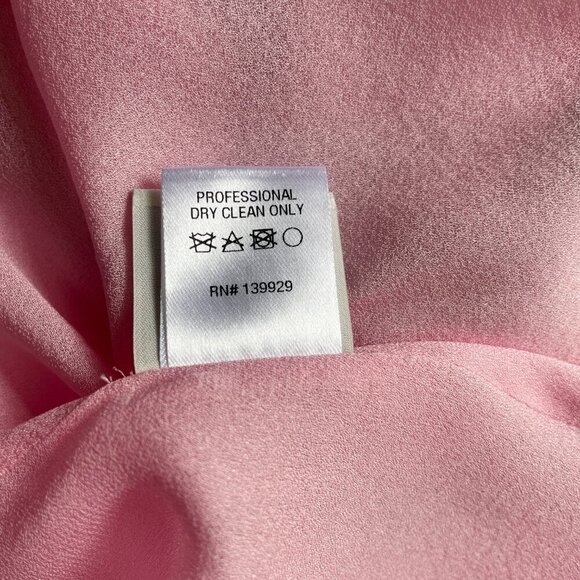 PROFESSIONAL
DRY CLEAN ONLY
RN# 139929